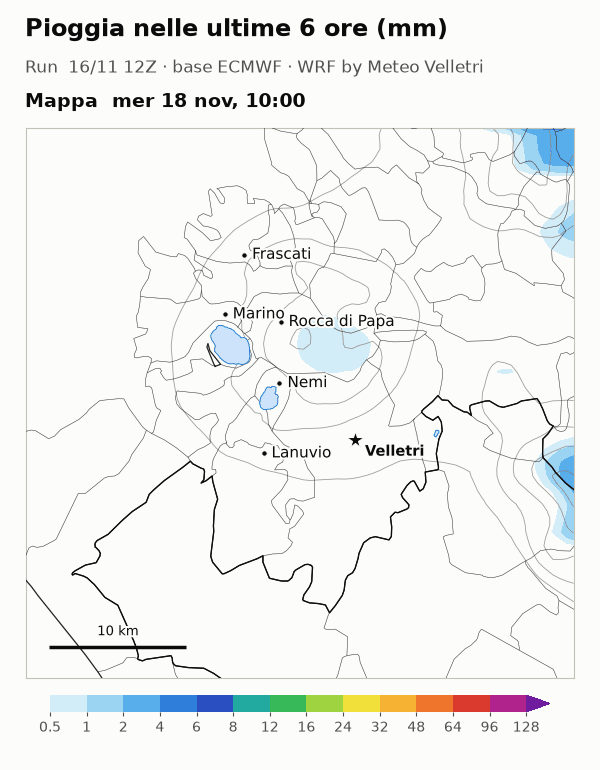 Pioggia nelle ultime 6 ore (mm)
Run  16/11 12Z · base ECMWF · WRF by Meteo Velletri
Mappa  mer 18 nov, 10:00
Frascati
Marino
Rocca di Papa
Nemi
Velletri
Lanuvio
10 km
0.5 1 2 4 6 8 12 16 24 32 48 64 96 128